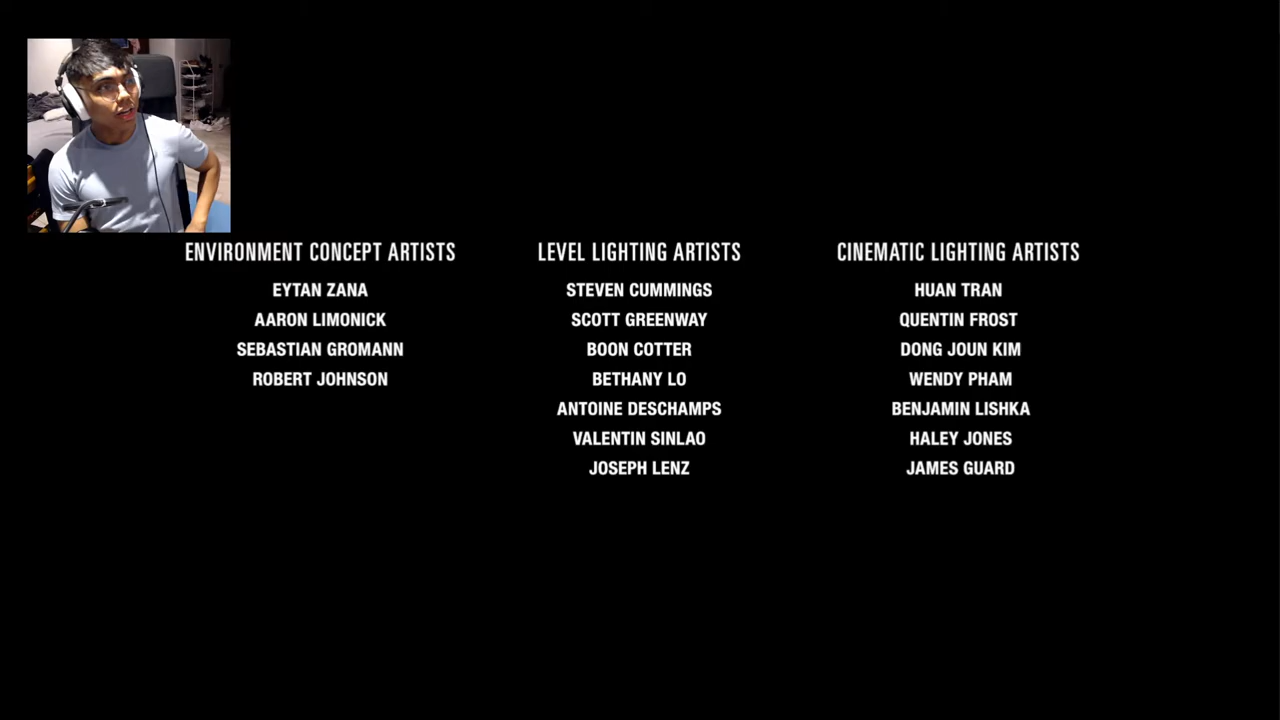 ENVIRONMENT CONCEPT ARTISTS
EYTAN ZANA
AARON LIMONICK
SEBASTIAN GROMANN
ROBERT JOHNSON
LEVEL LIGHTING ARTISTS
STEVEN CUMMINGS
SCOTT GREENWAY
BOON COTTER
BETHANY LO
ANTOINE DESCHAMPS
VALENTIN SINLAO
JOSEPH LENZ
CINEMATIC LIGHTING ARTISTS
HUAN TRAN
QUENTIN FROST
DONG JOUN KIM
WENDY PHAM
BENJAMIN LISHKA
HALEY JONES
JAMES GUARD